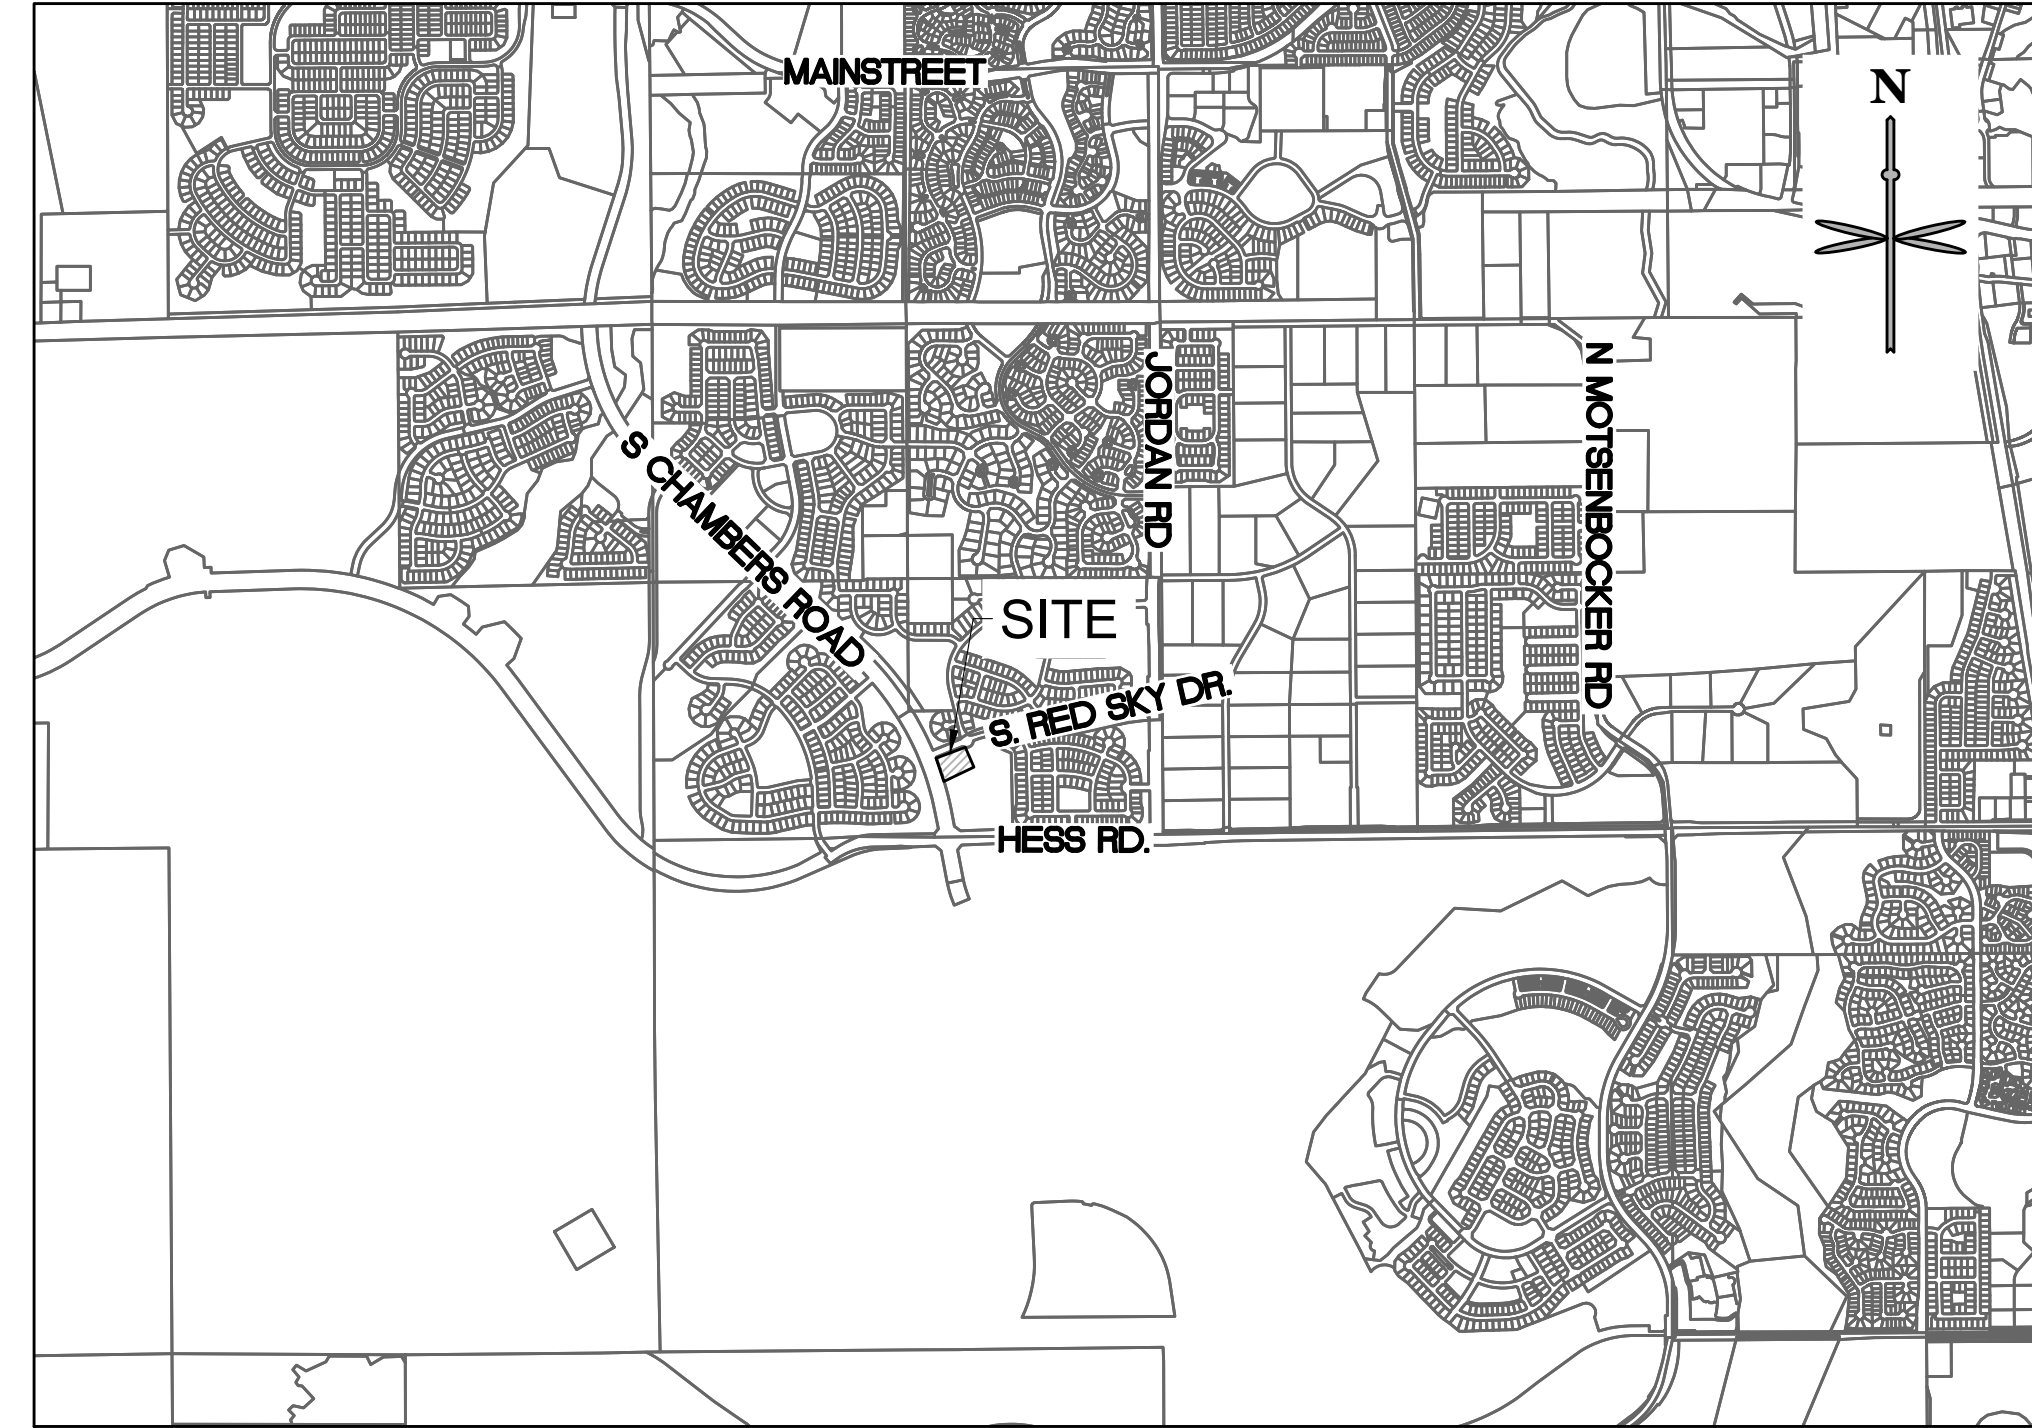 MAINSTREET
N
JORDAN RD
N MOTSENBOCKER RD
S CHAMBERS ROAD
SITE
S. RED SKY DR.
HESS RD.